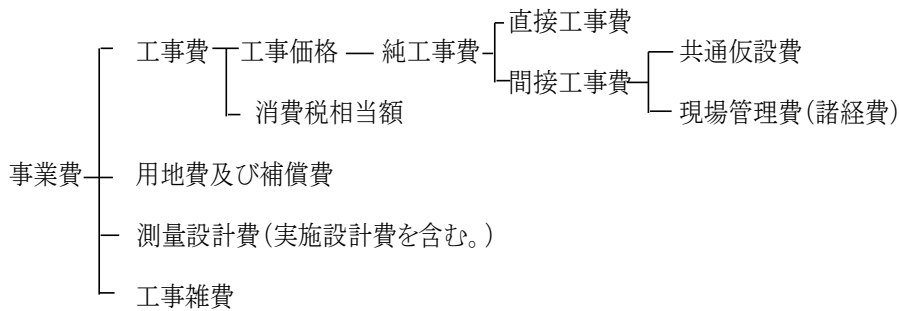 直接工事費
工事費 工事価格 純工事費 共通仮設費
間接工事費
消費税相当額 現場管理費(諸経費)
事業費 用地費及び補償費
測量設計費(実施設計費を含む。)
工事雑費